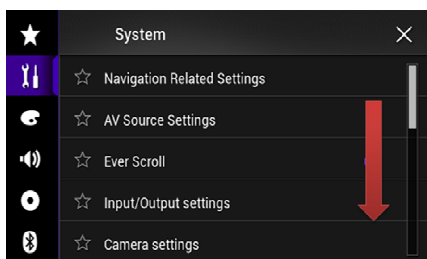 System
Navigation Related Settings
AV Source Settings
Ever Scroll
Input/Output settings
Camera settings